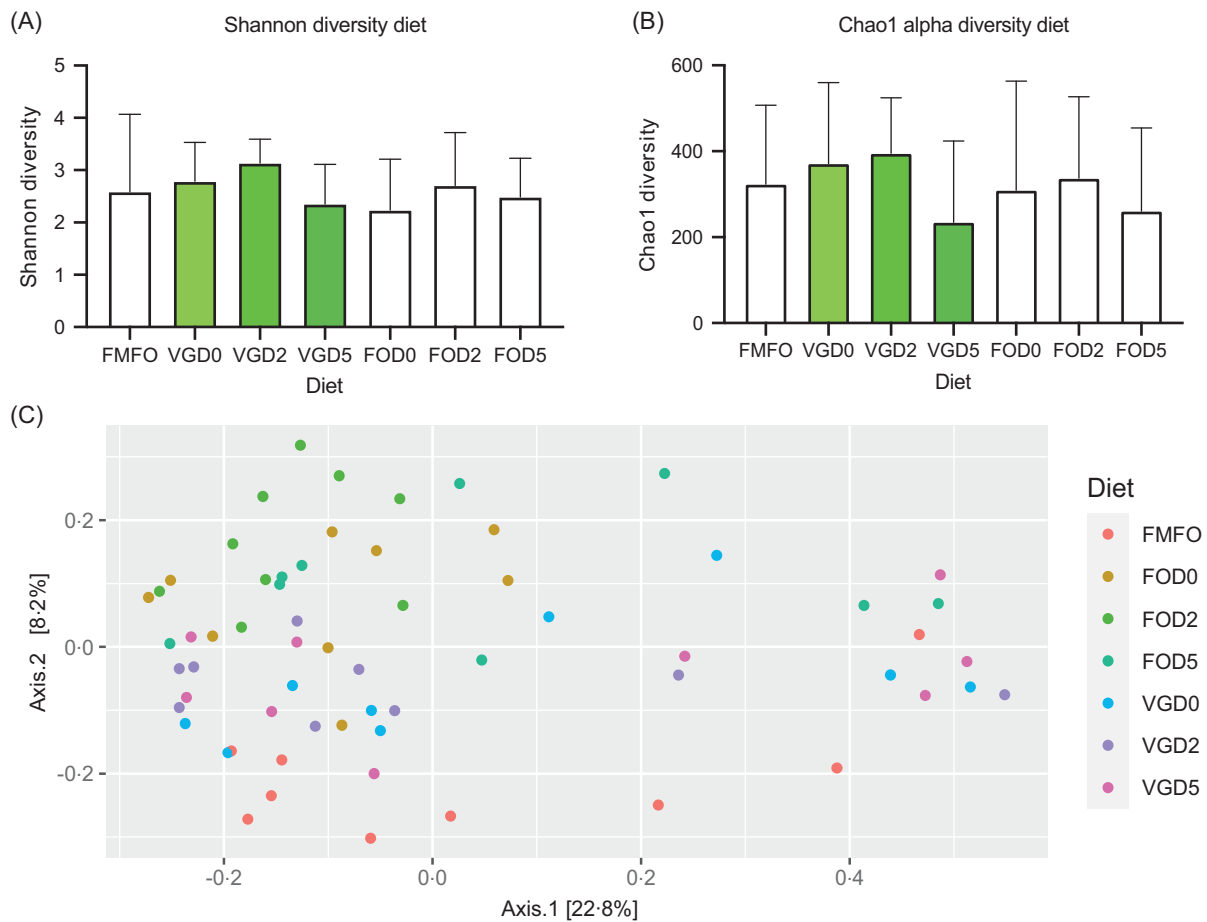 (A)
Shannon diversity diet
5
4
3
2
1
0
Shannon diversity
FMFO VGD0 VGD2 VGD5 FOD0 FOD2 FOD5
Diet
(B)
Chao1 alpha diversity diet
600
400
200
0
Chao1 diversity
FMFO VGD0 VGD2 VGD5 FOD0 FOD2 FOD5
Diet
(C)
0·2
0·0
-0·2
Axis.2 [8·2%]
-0·2 0·0 0·2 0·4
Axis.1 [22·8%]
Diet
FMFO
FOD0
FOD2
FOD5
VGD0
VGD2
VGD5